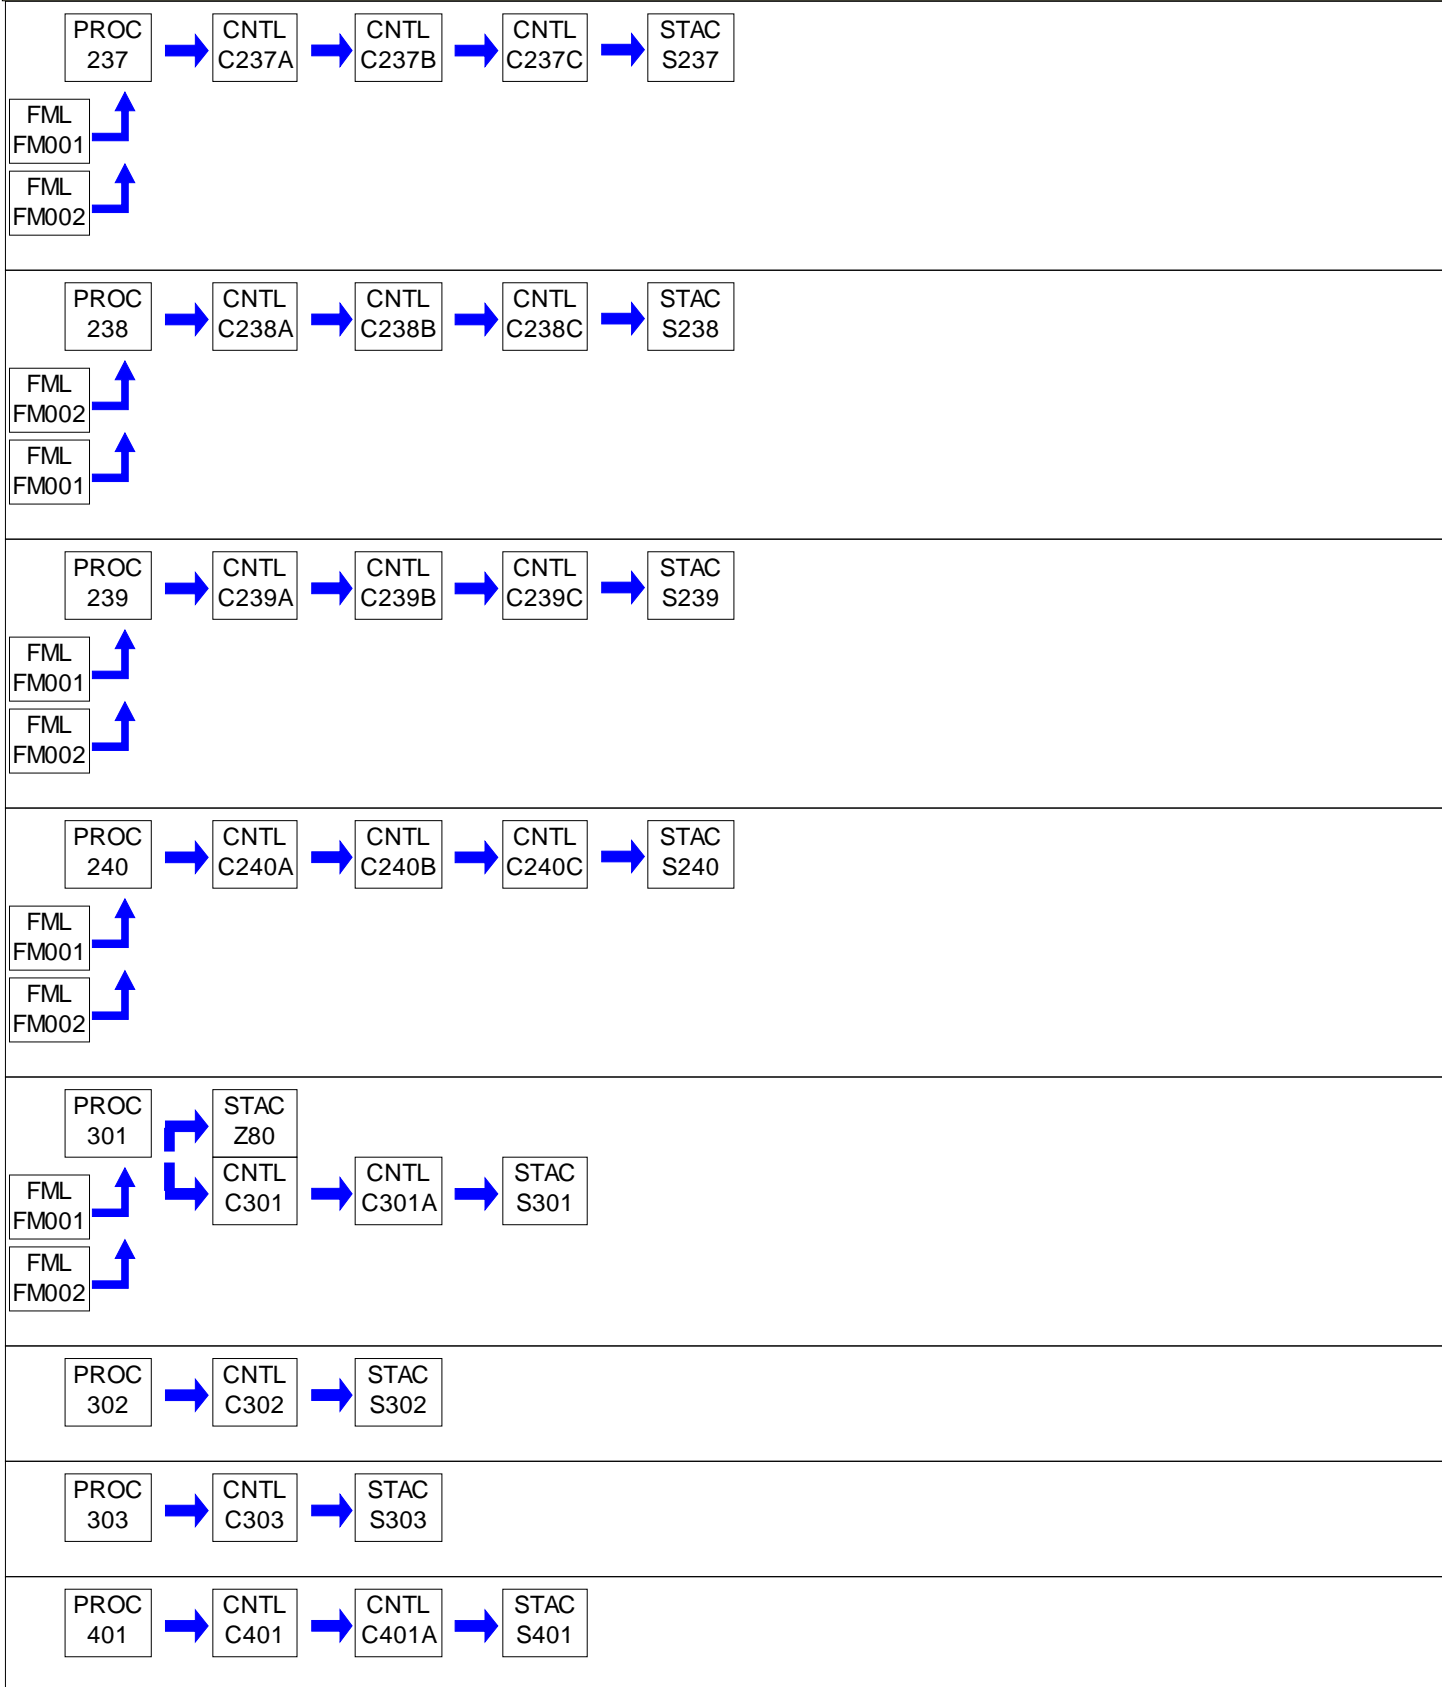 PROC
237
CNTL
C237A
CNTL
C237B
CNTL
C237C
STAC
S237
FML
FM001
FML
FM002
PROC
238
CNTL
C238A
CNTL
C238B
CNTL
C238C
STAC
S238
FML
FM002
FML
FM001
PROC
239
CNTL
C239A
CNTL
C239B
CNTL
C239C
STAC
S239
FML
FM001
FML
FM002
PROC
240
CNTL
C240A
CNTL
C240B
CNTL
C240C
STAC
S240
FML
FM001
FML
FM002
PROC
301
STAC
Z80
CNTL
C301
CNTL
C301A
STAC
S301
FML
FM001
FML
FM002
PROC
302
CNTL
C302
STAC
S302
PROC
303
CNTL
C303
STAC
S303
PROC
401
CNTL
C401
CNTL
C401A
STAC
S401